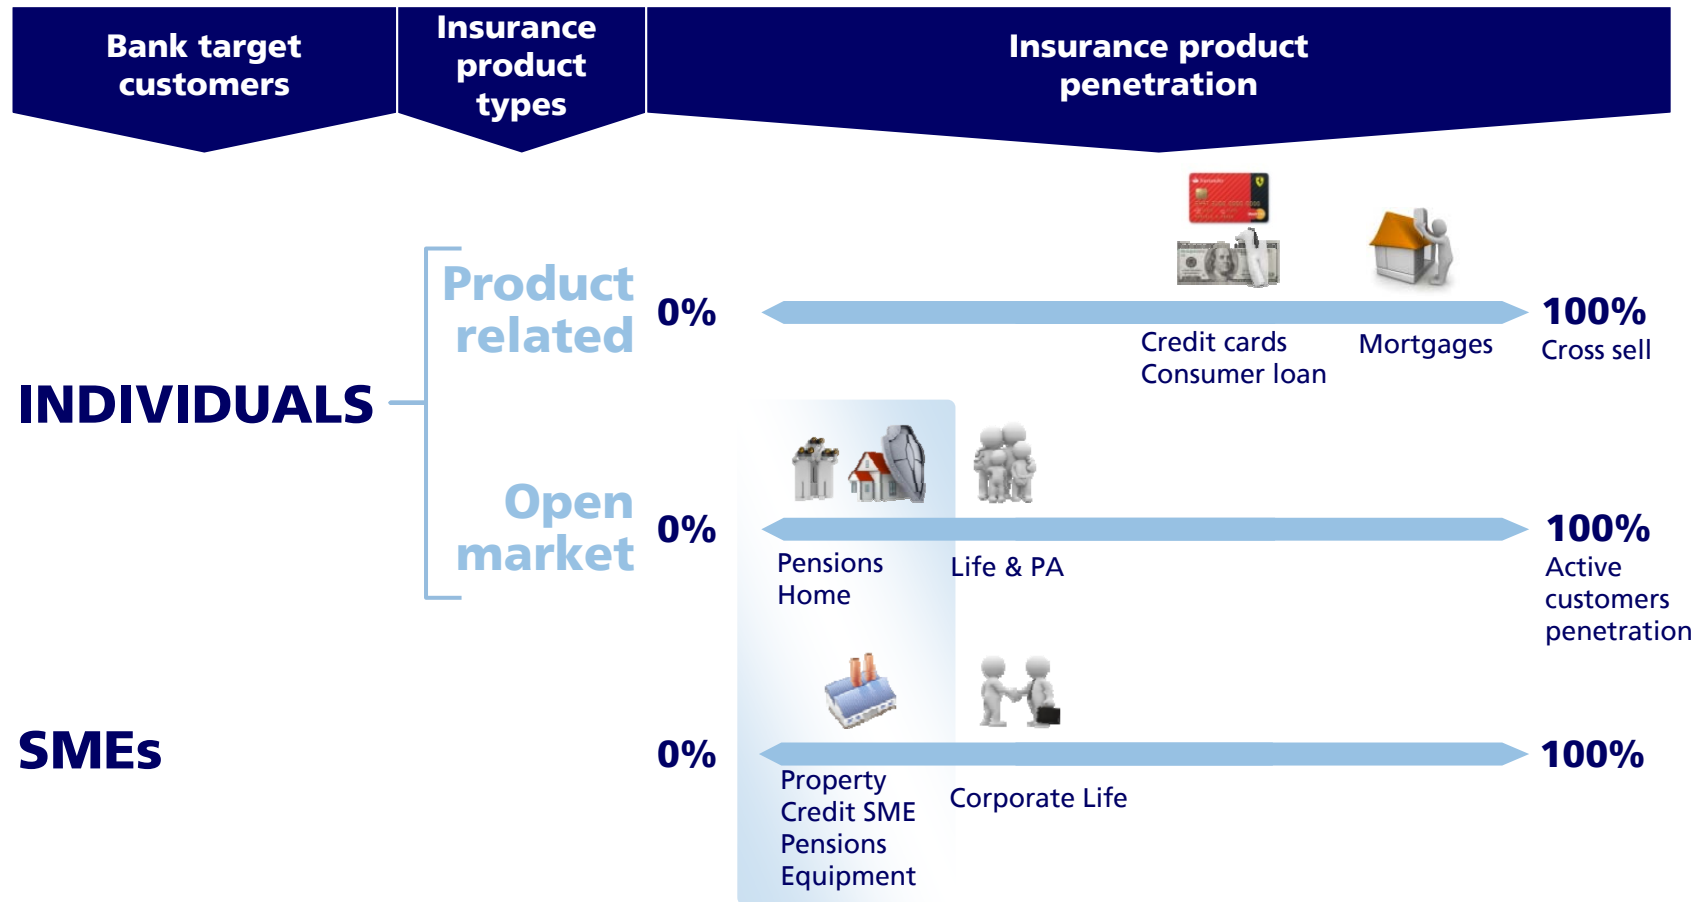 Bank target
customers
Insurance
product
types
Insurance product
penetration
Product
related
0%
100%
Cross sell
Credit cards
Consumer loan
Mortgages
INDIVIDUALS
Open
market
0%
100%
Active
customers
penetration
Pensions
Home
Life & PA
SMEs
0%
100%
Property
Credit SME
Pensions
Equipment
Corporate Life